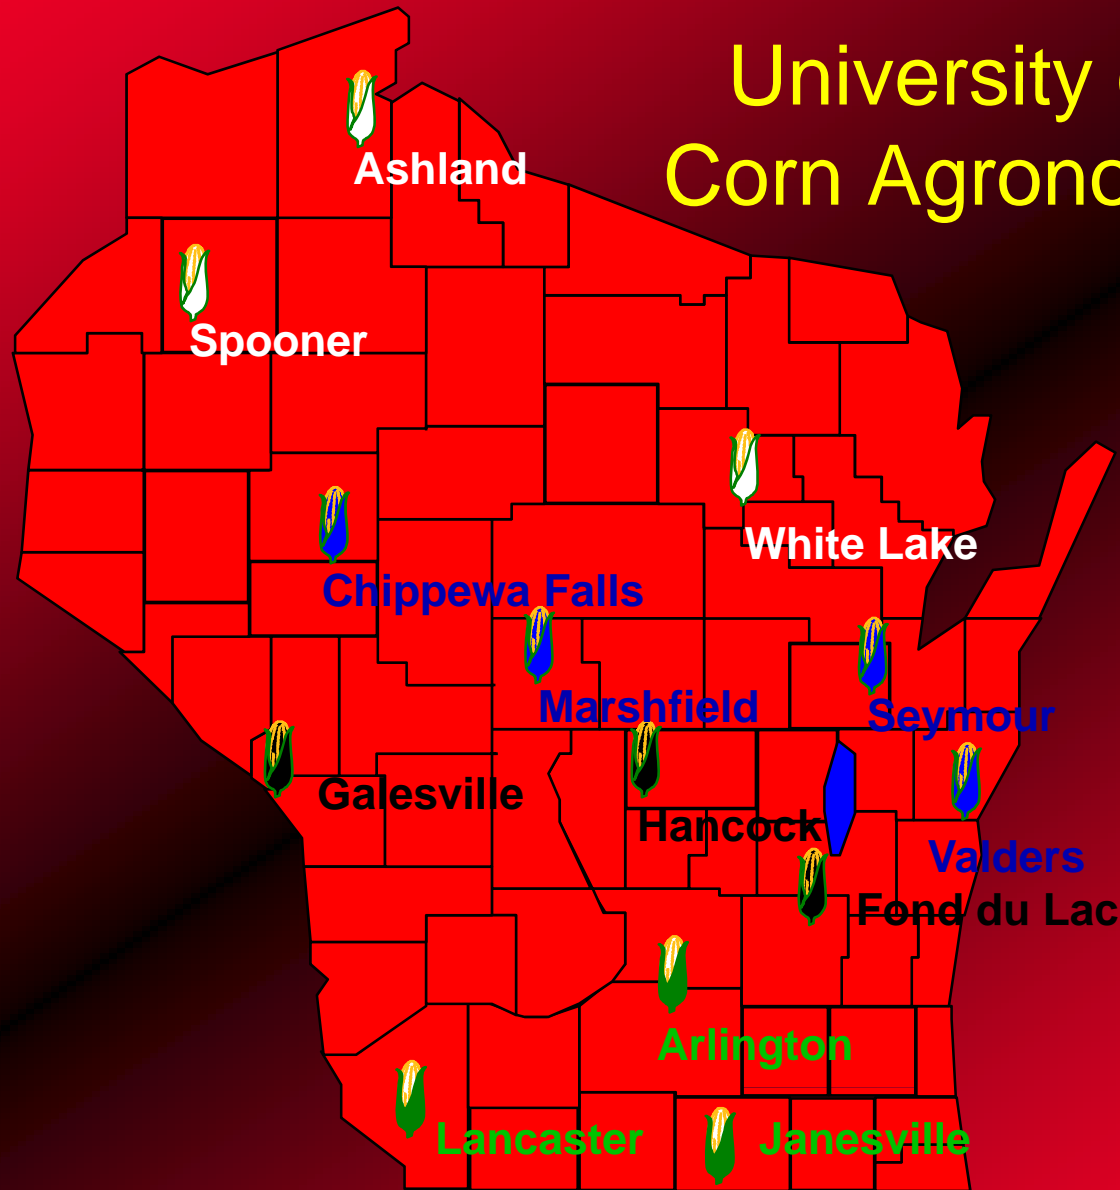 University
Corn
Ashland
Spooner
White Lake
Chippewa Falls
Marshfield
Seymour
Galesville
Hancock
Valders
Fond du Lac
Arlington
Lancaster
Janesville